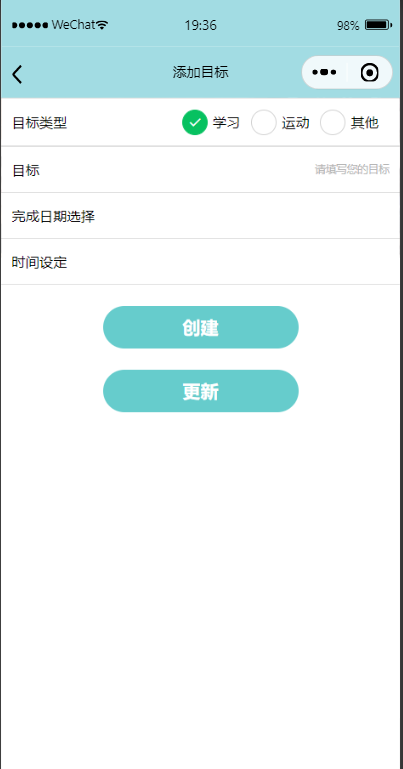 WeChat 19:36 98%
添加目标
目标类型 学习 运动 其他
目标 请填写您的目标
完成日期选择
时间设定
创建
更新